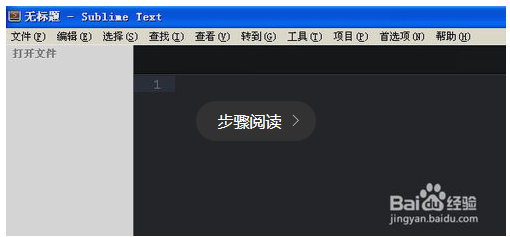 无标题 - Sublime Text
文件(F) 编辑(E) 选择(S) 查找(I) 查看(V) 转到(G) 工具(T) 项目(P) 首选项(N) 帮助(H)
打开文件
1
步骤阅读 >
Bai du 经验
jingyan.baidu.com